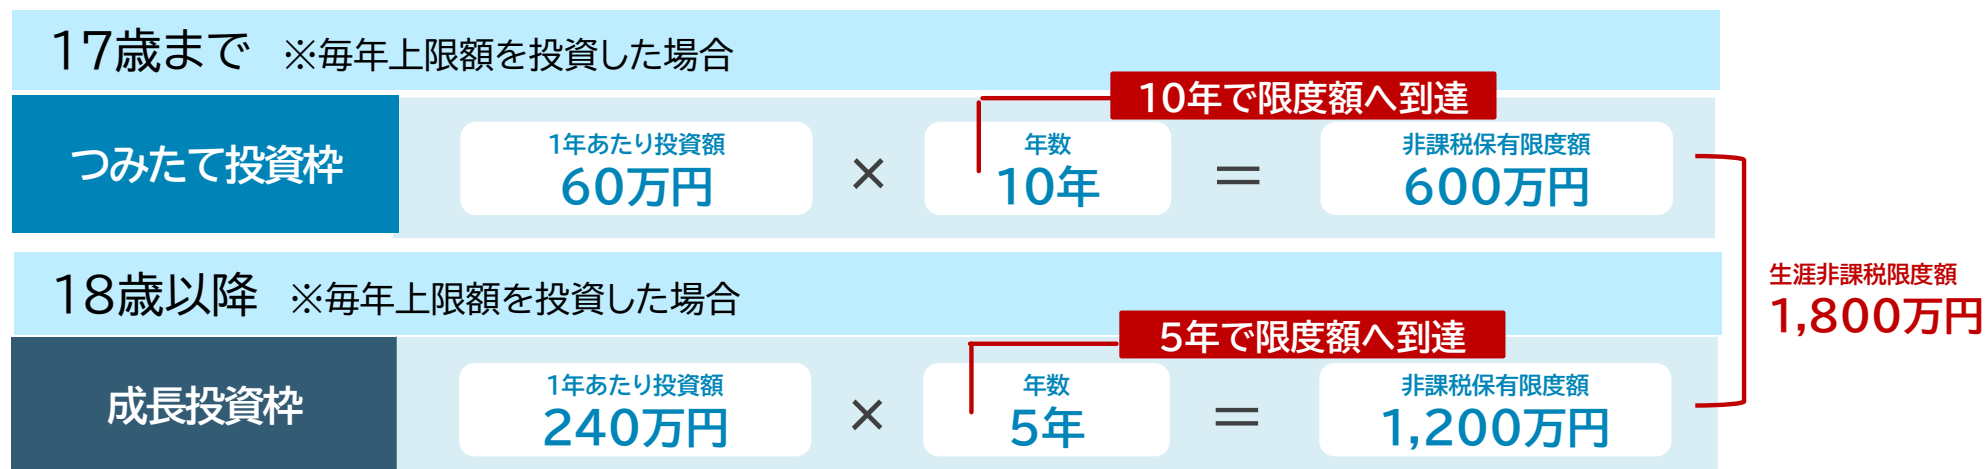 17歳まで ※毎年上限額を投資した場合
10年で限度額へ到達
つみたて投資枠
1年あたり投資額
60万円
×
年数
10年
＝
非課税保有限度額
600万円
18歳以降 ※毎年上限額を投資した場合
5年で限度額へ到達
成長投資枠
1年あたり投資額
240万円
×
年数
5年
＝
非課税保有限度額
1,200万円
生涯非課税限度額
1,800万円